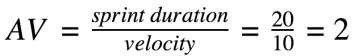 AV = sprint duration / velocity = 20 / 10 = 2